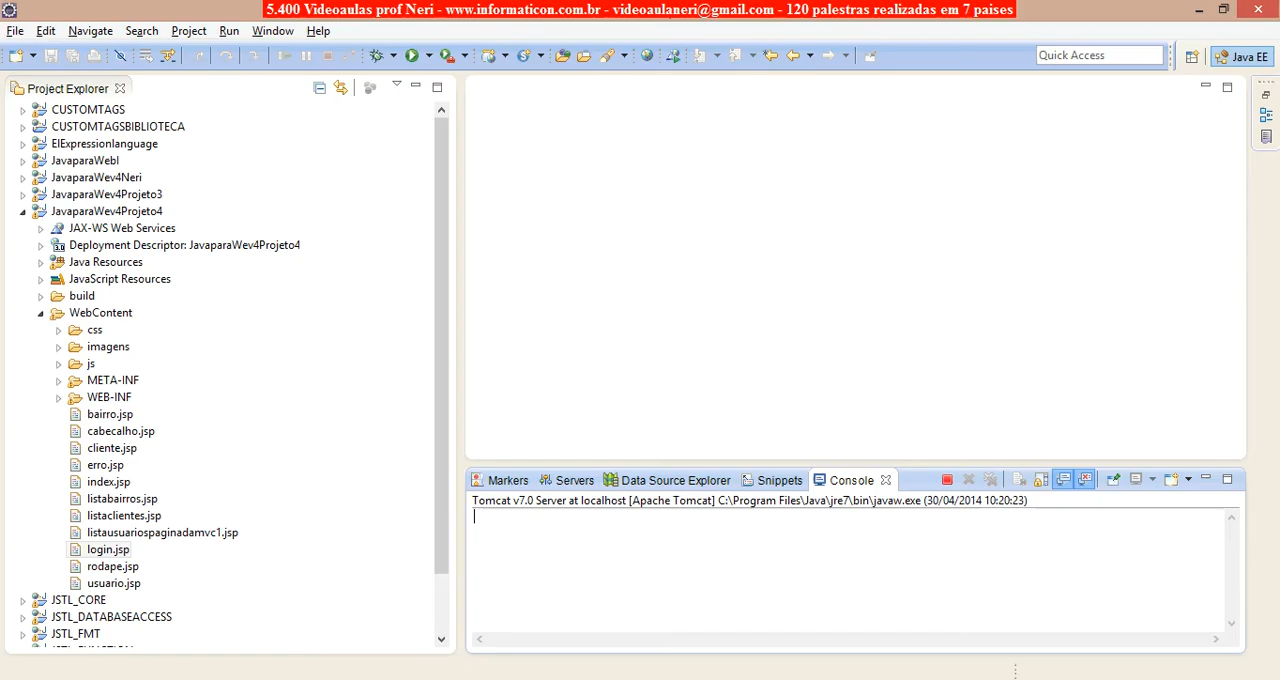 5.400 Videoaulas prof Neri - www.informaticon.com.br - videoaulaneri@gmail.com - 120 palestras realizadas em 7 paises
File Edit Navigate Search Project Run Window Help
Quick Access Java EE
Project Explorer
CUSTOMTAGS
CUSTOMTAGSBIBLIOTECA
ElExpressionlanguage
JavaparaWebI
JavaparaWev4Neri
JavaparaWev4Projeto3
JavaparaWev4Projeto4
JAX-WS Web Services
Deployment Descriptor: JavaparaWev4Projeto4
Java Resources
JavaScript Resources
build
WebContent
css
imagens
js
META-INF
WEB-INF
bairro.jsp
cabecalho.jsp
cliente.jsp
erro.jsp
index.jsp
listabairros.jsp
listaclientes.jsp
listausuariospaginadamvc1.jsp
login.jsp
rodape.jsp
usuario.jsp
JSTL_CORE
JSTL_DATABASEACCESS
JSTL_FMT
Markers Servers Data Source Explorer Snippets Console
Tomcat v7.0 Server at localhost [Apache Tomcat] C:\Program Files\Java\jre7\bin\javaw.exe (30/04/2014 10:20:23)